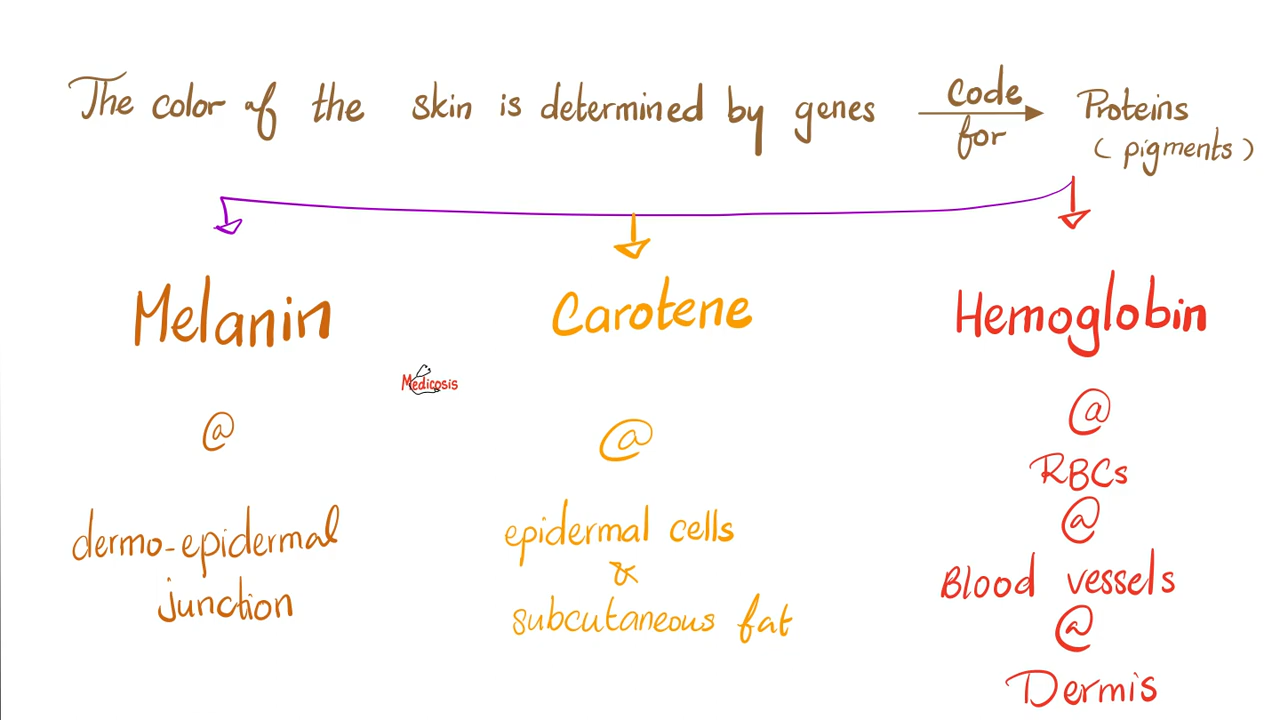 The color of the skin is determined by genes code for Proteins
( pigments )
Melanin Carotene Hemoglobin
Medicosis
@ @ @
RBCs
@
dermo-epidermal epidermal cells
& Blood vessels
junction subcutaneous fat @
Dermis